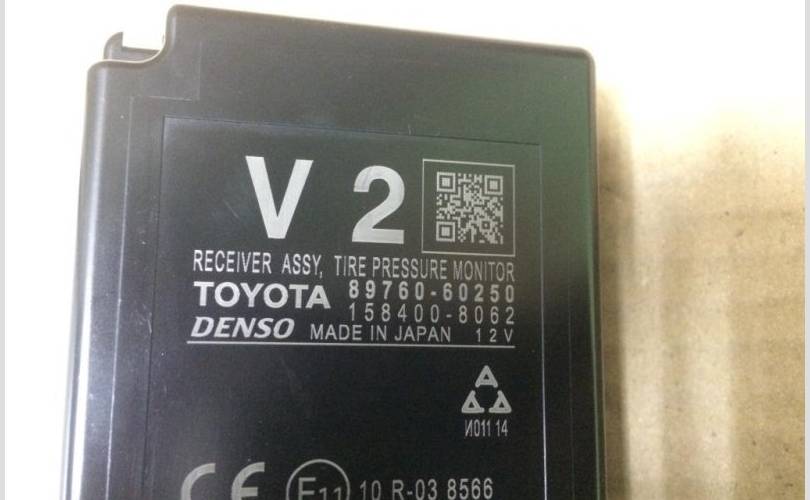 V 2
RECEIVER ASSY, TIRE PRESSURE MONITOR
TOYOTA 89760-60250
158400-8062
DENSO MADE IN JAPAN 12V
И011 14
CE E11 10 R-03 8566